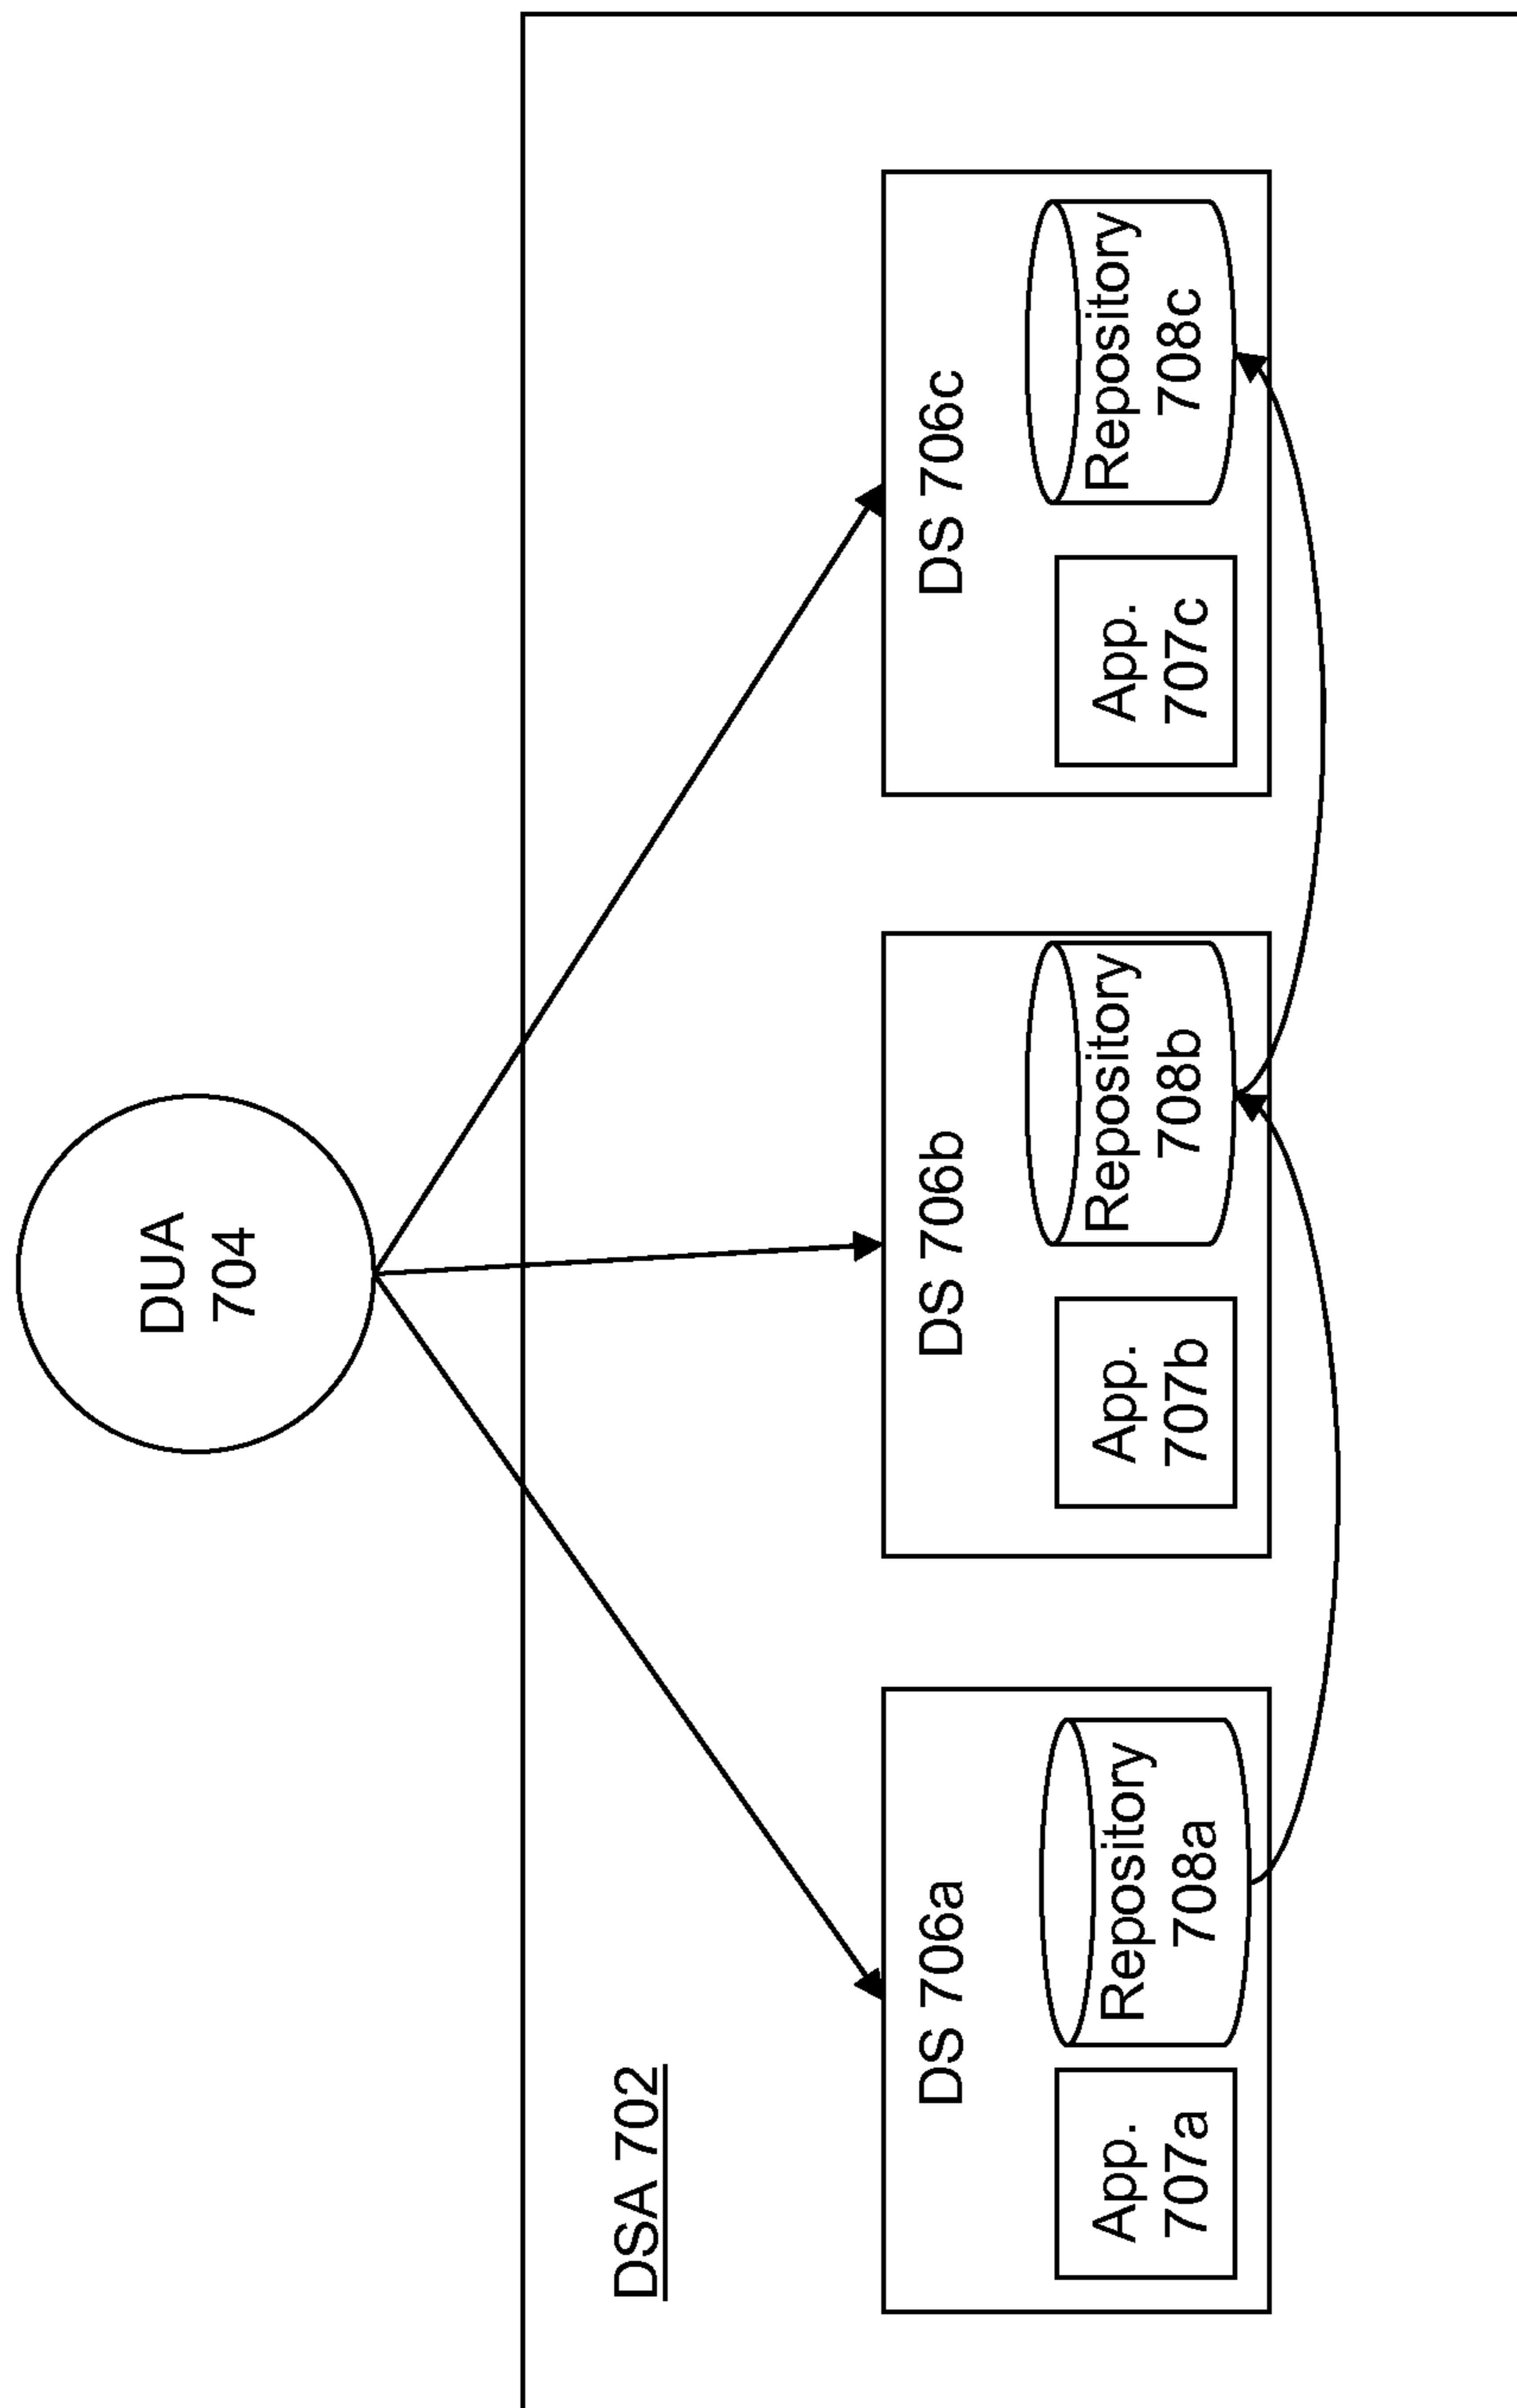 DUA
704
DSA 702
DS 706a
App.
707a
Repository
708a
DS 706b
App.
707b
Repository
708b
DS 706c
App.
707c
Repository
708c